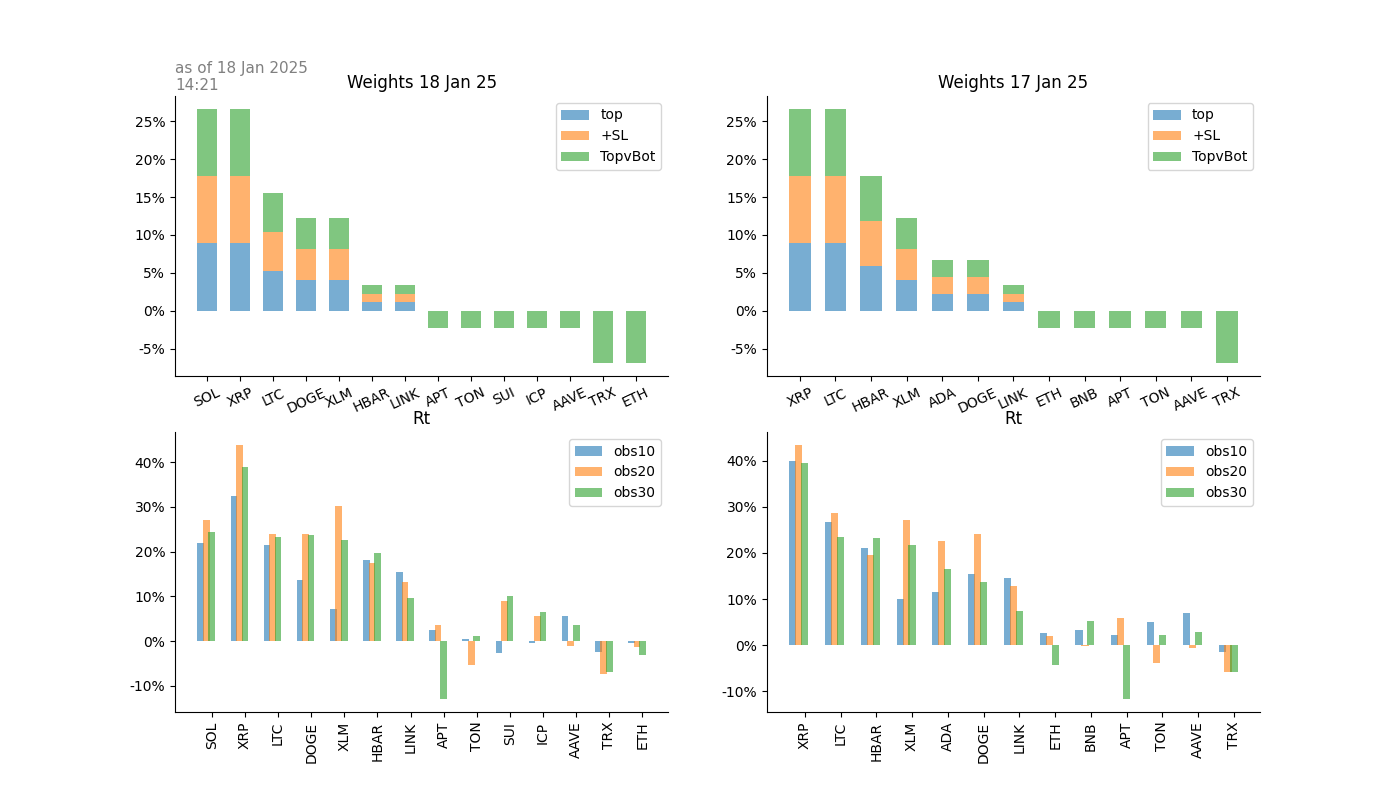 as of 18 Jan 2025
14:21
Weights 18 Jan 25
25%
20%
15%
10%
5%
0%
-5%
top
+SL
TopvBot
SOL XRP LTC DOGE XLM HBAR LINK APT TON SUI ICP AAVE TRX ETH
Weights 17 Jan 25
25%
20%
15%
10%
5%
0%
-5%
top
+SL
TopvBot
XRP LTC HBAR XLM ADA DOGE LINK ETH BNB APT TON AAVE TRX
Rt
40%
30%
20%
10%
0%
-10%
obs10
obs20
obs30
SOL XRP LTC DOGE XLM HBAR LINK APT TON SUI ICP AAVE TRX ETH
Rt
40%
30%
20%
10%
0%
-10%
obs10
obs20
obs30
XRP LTC HBAR XLM ADA DOGE LINK ETH BNB APT TON AAVE TRX